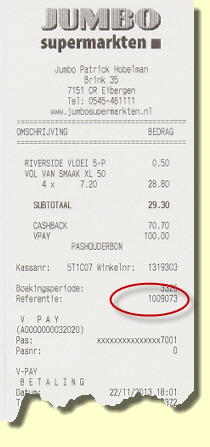 JUMBO
supermarkten
Jumbo Patrick Hobelman
Brink 35
7151 CR Eibergen
Tel: 0545-461111
www.jumbosupermarkten.nl
OMSCHRIJVING BEDRAG
RIVERSIDE VLOEI 5-P 0.50
VOL VAN SMAAK XL 50
4 x 7.20 28.80
SUBTOTAAL 29.30
CASHBACK 70.70
VPAY 100.00
PASHOUDERBON
Kassanr: 5T1C07 Winkelnr: 1319303
Boekingsperiode: 3326
Referentie: 1009073
V PAY
(A0000000032020)
Pas: xxxxxxxxxxxxxxx7001
Pasnr: 0
V-PAY
BETALING
Datum: 22/11/2013 18:01